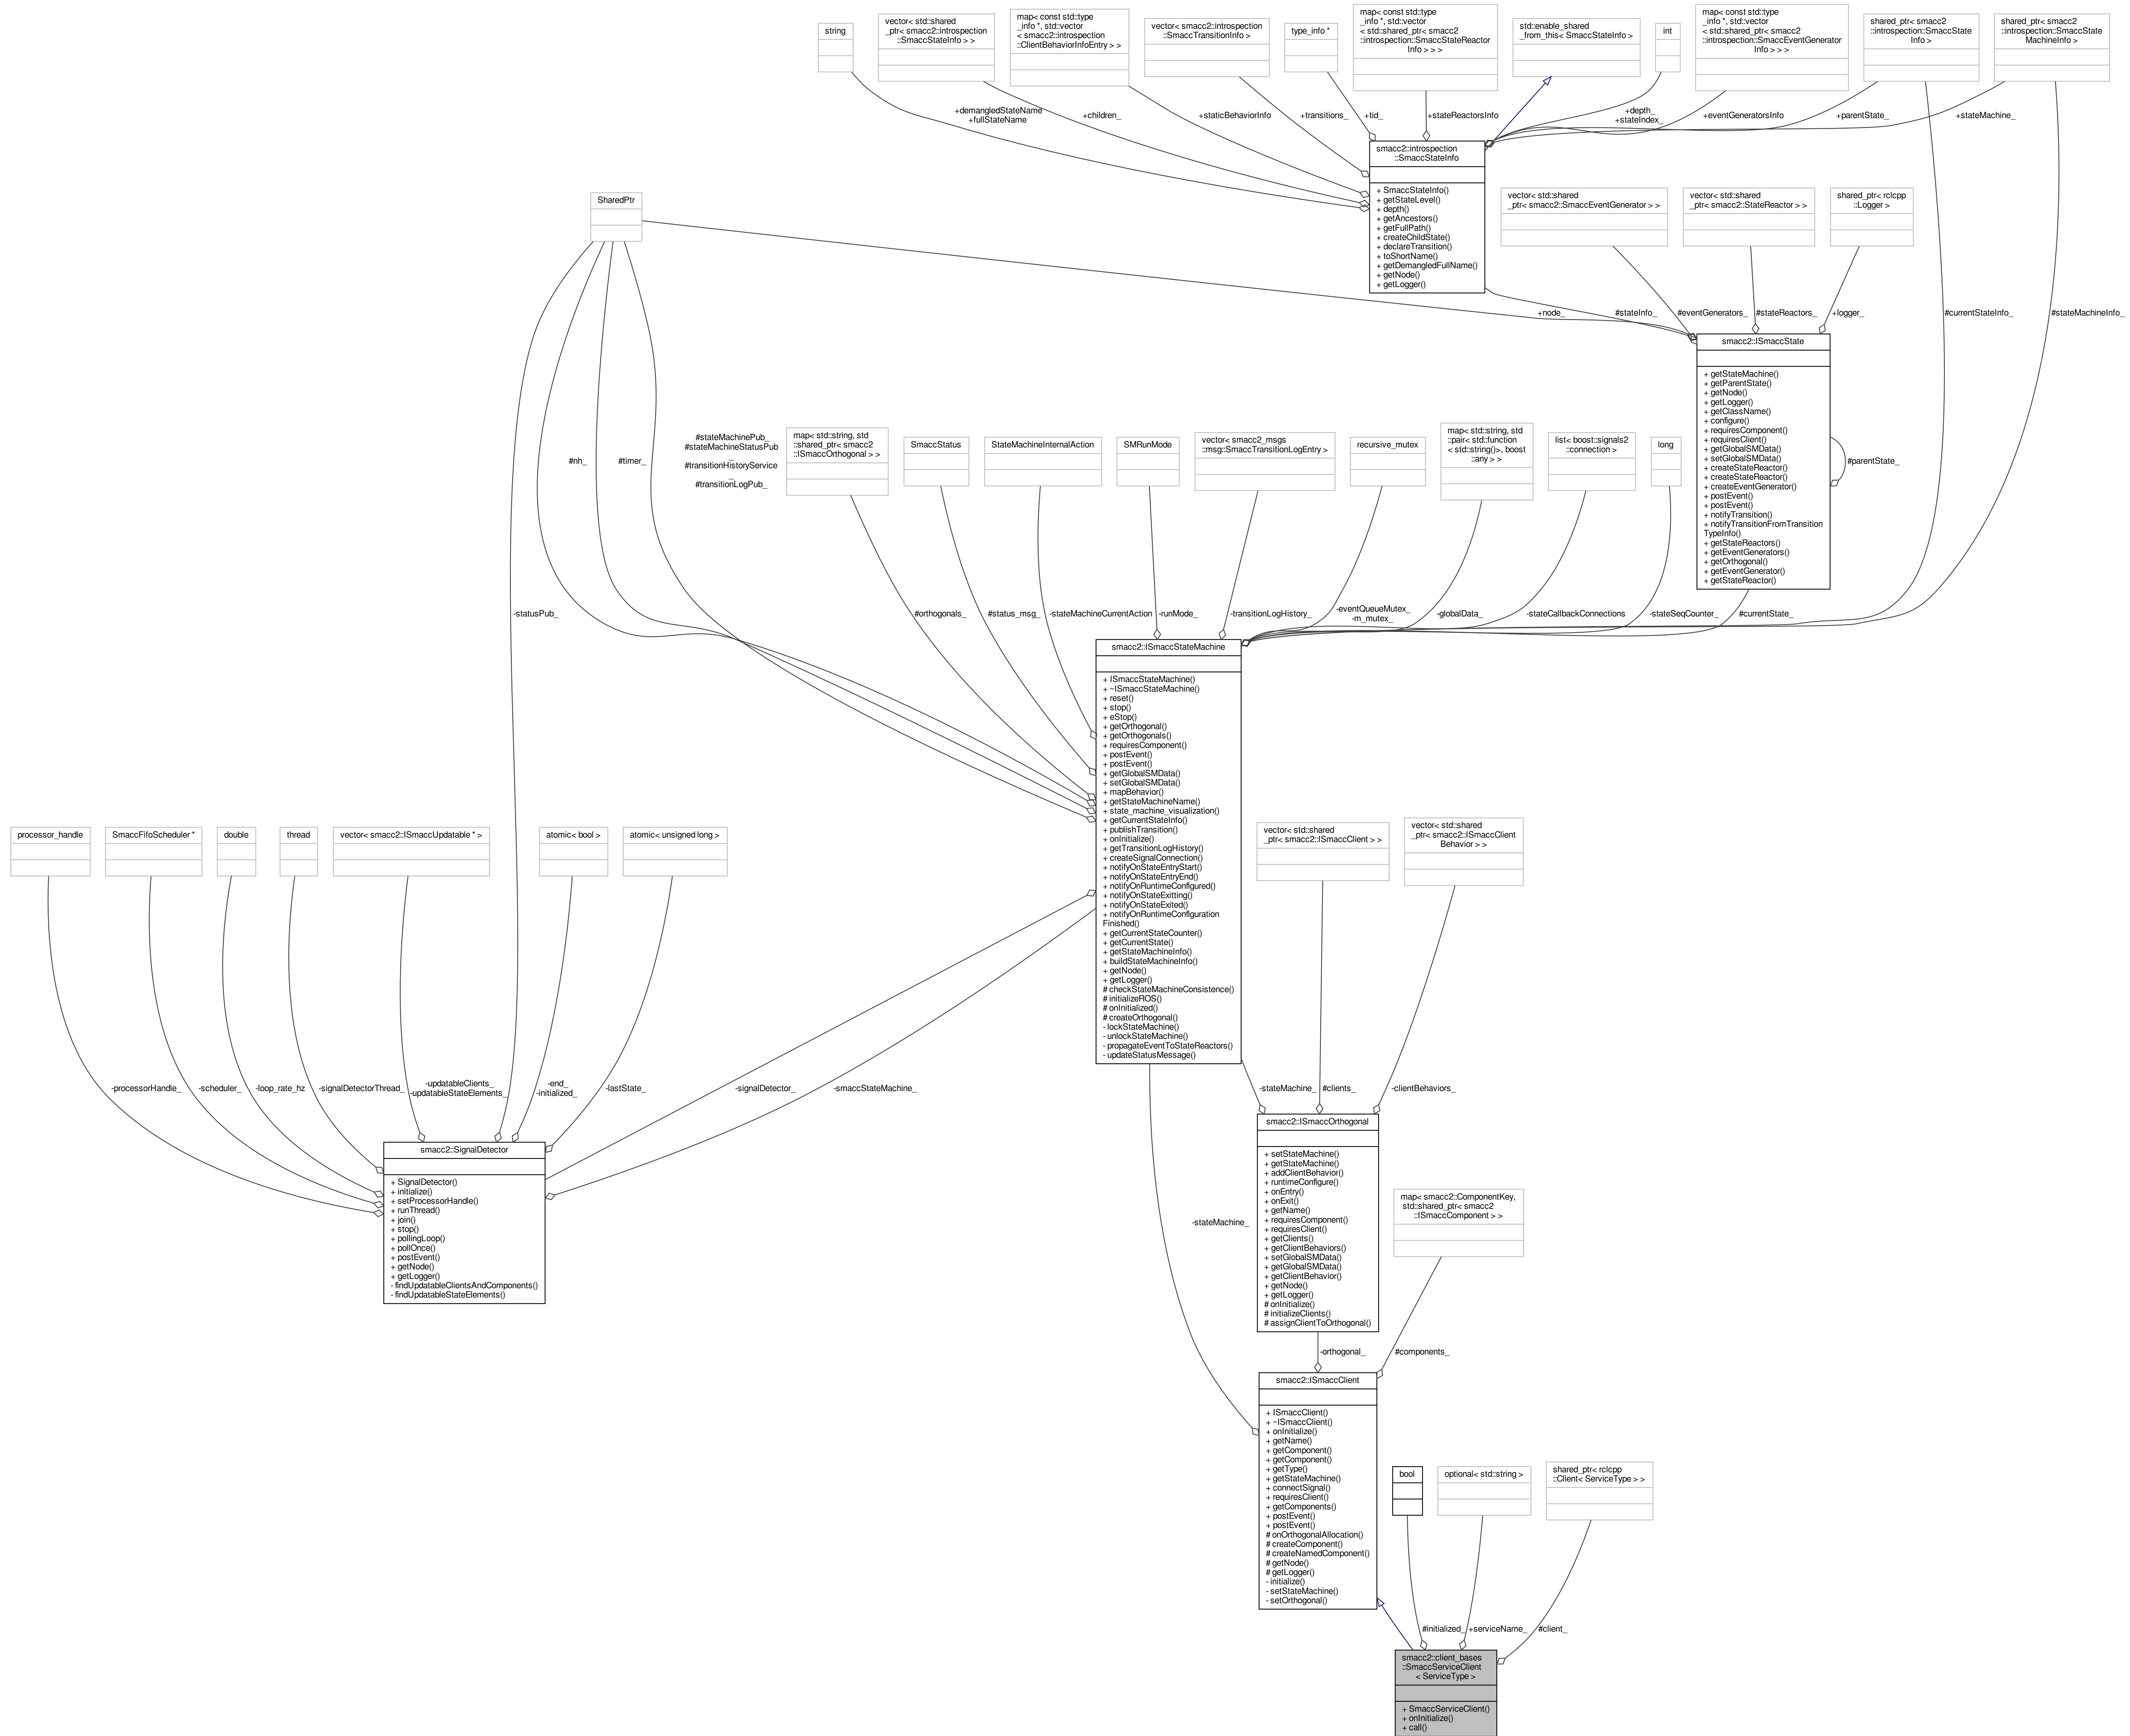 string
vector< std::shared
_ptr< smacc2::introspection
::SmaccStateInfo > >
map< const std::type
_info *, std::vector
< smacc2::introspection
::ClientBehaviorInfoEntry > >
vector< smacc2::introspection
::SmaccTransitionInfo >
type_info *
map< const std::type
_info *, std::vector
< std::shared_ptr< smacc2
::introspection::SmaccStateReactor
Info > > >
std::enable_shared
_from_this< SmaccStateInfo >
int
map< const std::type
_info *, std::vector
< std::shared_ptr< smacc2
::introspection::SmaccEventGenerator
Info > > >
shared_ptr< smacc2
::introspection::SmaccState
Info >
shared_ptr< smacc2
::introspection::SmaccState
MachineInfo >
+demangledStateName
+fullStateName
+children_
+staticBehaviorInfo
+transitions_
+tid_
+stateReactorsInfo
+depth_
+stateIndex_
+eventGeneratorsInfo
+parentState_
+stateMachine_
smacc2::introspection
::SmaccStateInfo
+ SmaccStateInfo()
+ getStateLevel()
+ depth()
+ getAncestors()
+ getFullPath()
+ createChildState()
+ declareTransition()
+ toShortName()
+ getDemangledFullName()
+ getNode()
+ getLogger()
SharedPtr
vector< std::shared
_ptr< smacc2::SmaccEventGenerator > >
vector< std::shared
_ptr< smacc2::StateReactor > >
shared_ptr< rclcpp
::Logger >
+node_
#stateInfo_
#eventGenerators_
#stateReactors_
+logger_
#currentStateInfo_
#stateMachineInfo_
smacc2::ISmaccState
+ getStateMachine()
+ getParentState()
+ getNode()
+ getLogger()
+ getClassName()
+ configure()
+ requiresComponent()
+ requiresClient()
+ getGlobalSMData()
+ setGlobalSMData()
+ createStateReactor()
+ createStateReactor()
+ createEventGenerator()
+ postEvent()
+ postEvent()
+ notifyTransition()
+ notifyTransitionFromTransition
TypeInfo()
+ getStateReactors()
+ getEventGenerators()
+ getOrthogonal()
+ getEventGenerator()
+ getStateReactor()
#parentState_
#nh_
#timer_
#stateMachinePub_
#stateMachineStatusPub
_
#transitionHistoryService
_
#transitionLogPub_
map< std::string, std
::shared_ptr< smacc2
::ISmaccOrthogonal > >
SmaccStatus
StateMachineInternalAction
SMRunMode
vector< smacc2_msgs
::msg::SmaccTransitionLogEntry >
recursive_mutex
map< std::string, std
::pair< std::function
< std::string()>, boost
::any > >
list< boost::signals2
::connection >
long
-statusPub_
#orthogonals_
#status_msg_
-stateMachineCurrentAction
-runMode_
-transitionLogHistory_
-eventQueueMutex_
-m_mutex_
-globalData_
-stateCallbackConnections
-stateSeqCounter_
#currentState_
smacc2::ISmaccStateMachine
+ ISmaccStateMachine()
+ ~ISmaccStateMachine()
+ reset()
+ stop()
+ eStop()
+ getOrthogonal()
+ getOrthogonals()
+ requiresComponent()
+ postEvent()
+ postEvent()
+ getGlobalSMData()
+ setGlobalSMData()
+ mapBehavior()
+ getStateMachineName()
+ state_machine_visualization()
+ getCurrentStateInfo()
+ publishTransition()
+ onInitialize()
+ getTransitionLogHistory()
+ createSignalConnection()
+ notifyOnStateEntryStart()
+ notifyOnStateEntryEnd()
+ notifyOnRuntimeConfigured()
+ notifyOnStateExitting()
+ notifyOnStateExited()
+ notifyOnRuntimeConfiguration
Finished()
+ getCurrentStateCounter()
+ getCurrentState()
+ getStateMachineInfo()
+ buildStateMachineInfo()
+ getNode()
+ getLogger()
# checkStateMachineConsistence()
# initializeROS()
# onInitialized()
# createOrthogonal()
- lockStateMachine()
- unlockStateMachine()
- propagateEventToStateReactors()
- updateStatusMessage()
processor_handle
SmaccFifoScheduler *
double
thread
vector< smacc2::ISmaccUpdatable * >
atomic< bool >
atomic< unsigned long >
vector< std::shared
_ptr< smacc2::ISmaccClient > >
vector< std::shared
_ptr< smacc2::ISmaccClient
Behavior > >
-processorHandle_
-scheduler_
-loop_rate_hz
-signalDetectorThread_
-updatableClients_
-updatableStateElements_
-end_
-initialized_
-lastState_
-signalDetector_
-smaccStateMachine_
-stateMachine_
#clients_
-clientBehaviors_
smacc2::SignalDetector
+ SignalDetector()
+ initialize()
+ setProcessorHandle()
+ runThread()
+ join()
+ stop()
+ pollingLoop()
+ pollOnce()
+ postEvent()
+ getNode()
+ getLogger()
- findUpdatableClientsAndComponents()
- findUpdatableStateElements()
smacc2::ISmaccOrthogonal
+ setStateMachine()
+ getStateMachine()
+ addClientBehavior()
+ runtimeConfigure()
+ onEntry()
+ onExit()
+ getName()
+ requiresComponent()
+ requiresClient()
+ getClients()
+ getClientBehaviors()
+ setGlobalSMData()
+ getGlobalSMData()
+ getClientBehavior()
+ getNode()
+ getLogger()
# onInitialize()
# initializeClients()
# assignClientToOrthogonal()
map< smacc2::ComponentKey,
std::shared_ptr< smacc2
::ISmaccComponent > >
-stateMachine_
-orthogonal_
#components_
smacc2::ISmaccClient
+ ISmaccClient()
+ ~ISmaccClient()
+ onInitialize()
+ getName()
+ getComponent()
+ getComponent()
+ getType()
+ getStateMachine()
+ connectSignal()
+ requiresClient()
+ getComponents()
+ postEvent()
+ postEvent()
# onOrthogonalAllocation()
# createComponent()
# createNamedComponent()
# getNode()
# getLogger()
- initialize()
- setStateMachine()
- setOrthogonal()
bool
optional< std::string >
shared_ptr< rclcpp
::Client< ServiceType > >
#initialized_
+serviceName_
#client_
smacc2::client_bases
::SmaccServiceClient
< ServiceType >
+ SmaccServiceClient()
+ onInitialize()
+ call()